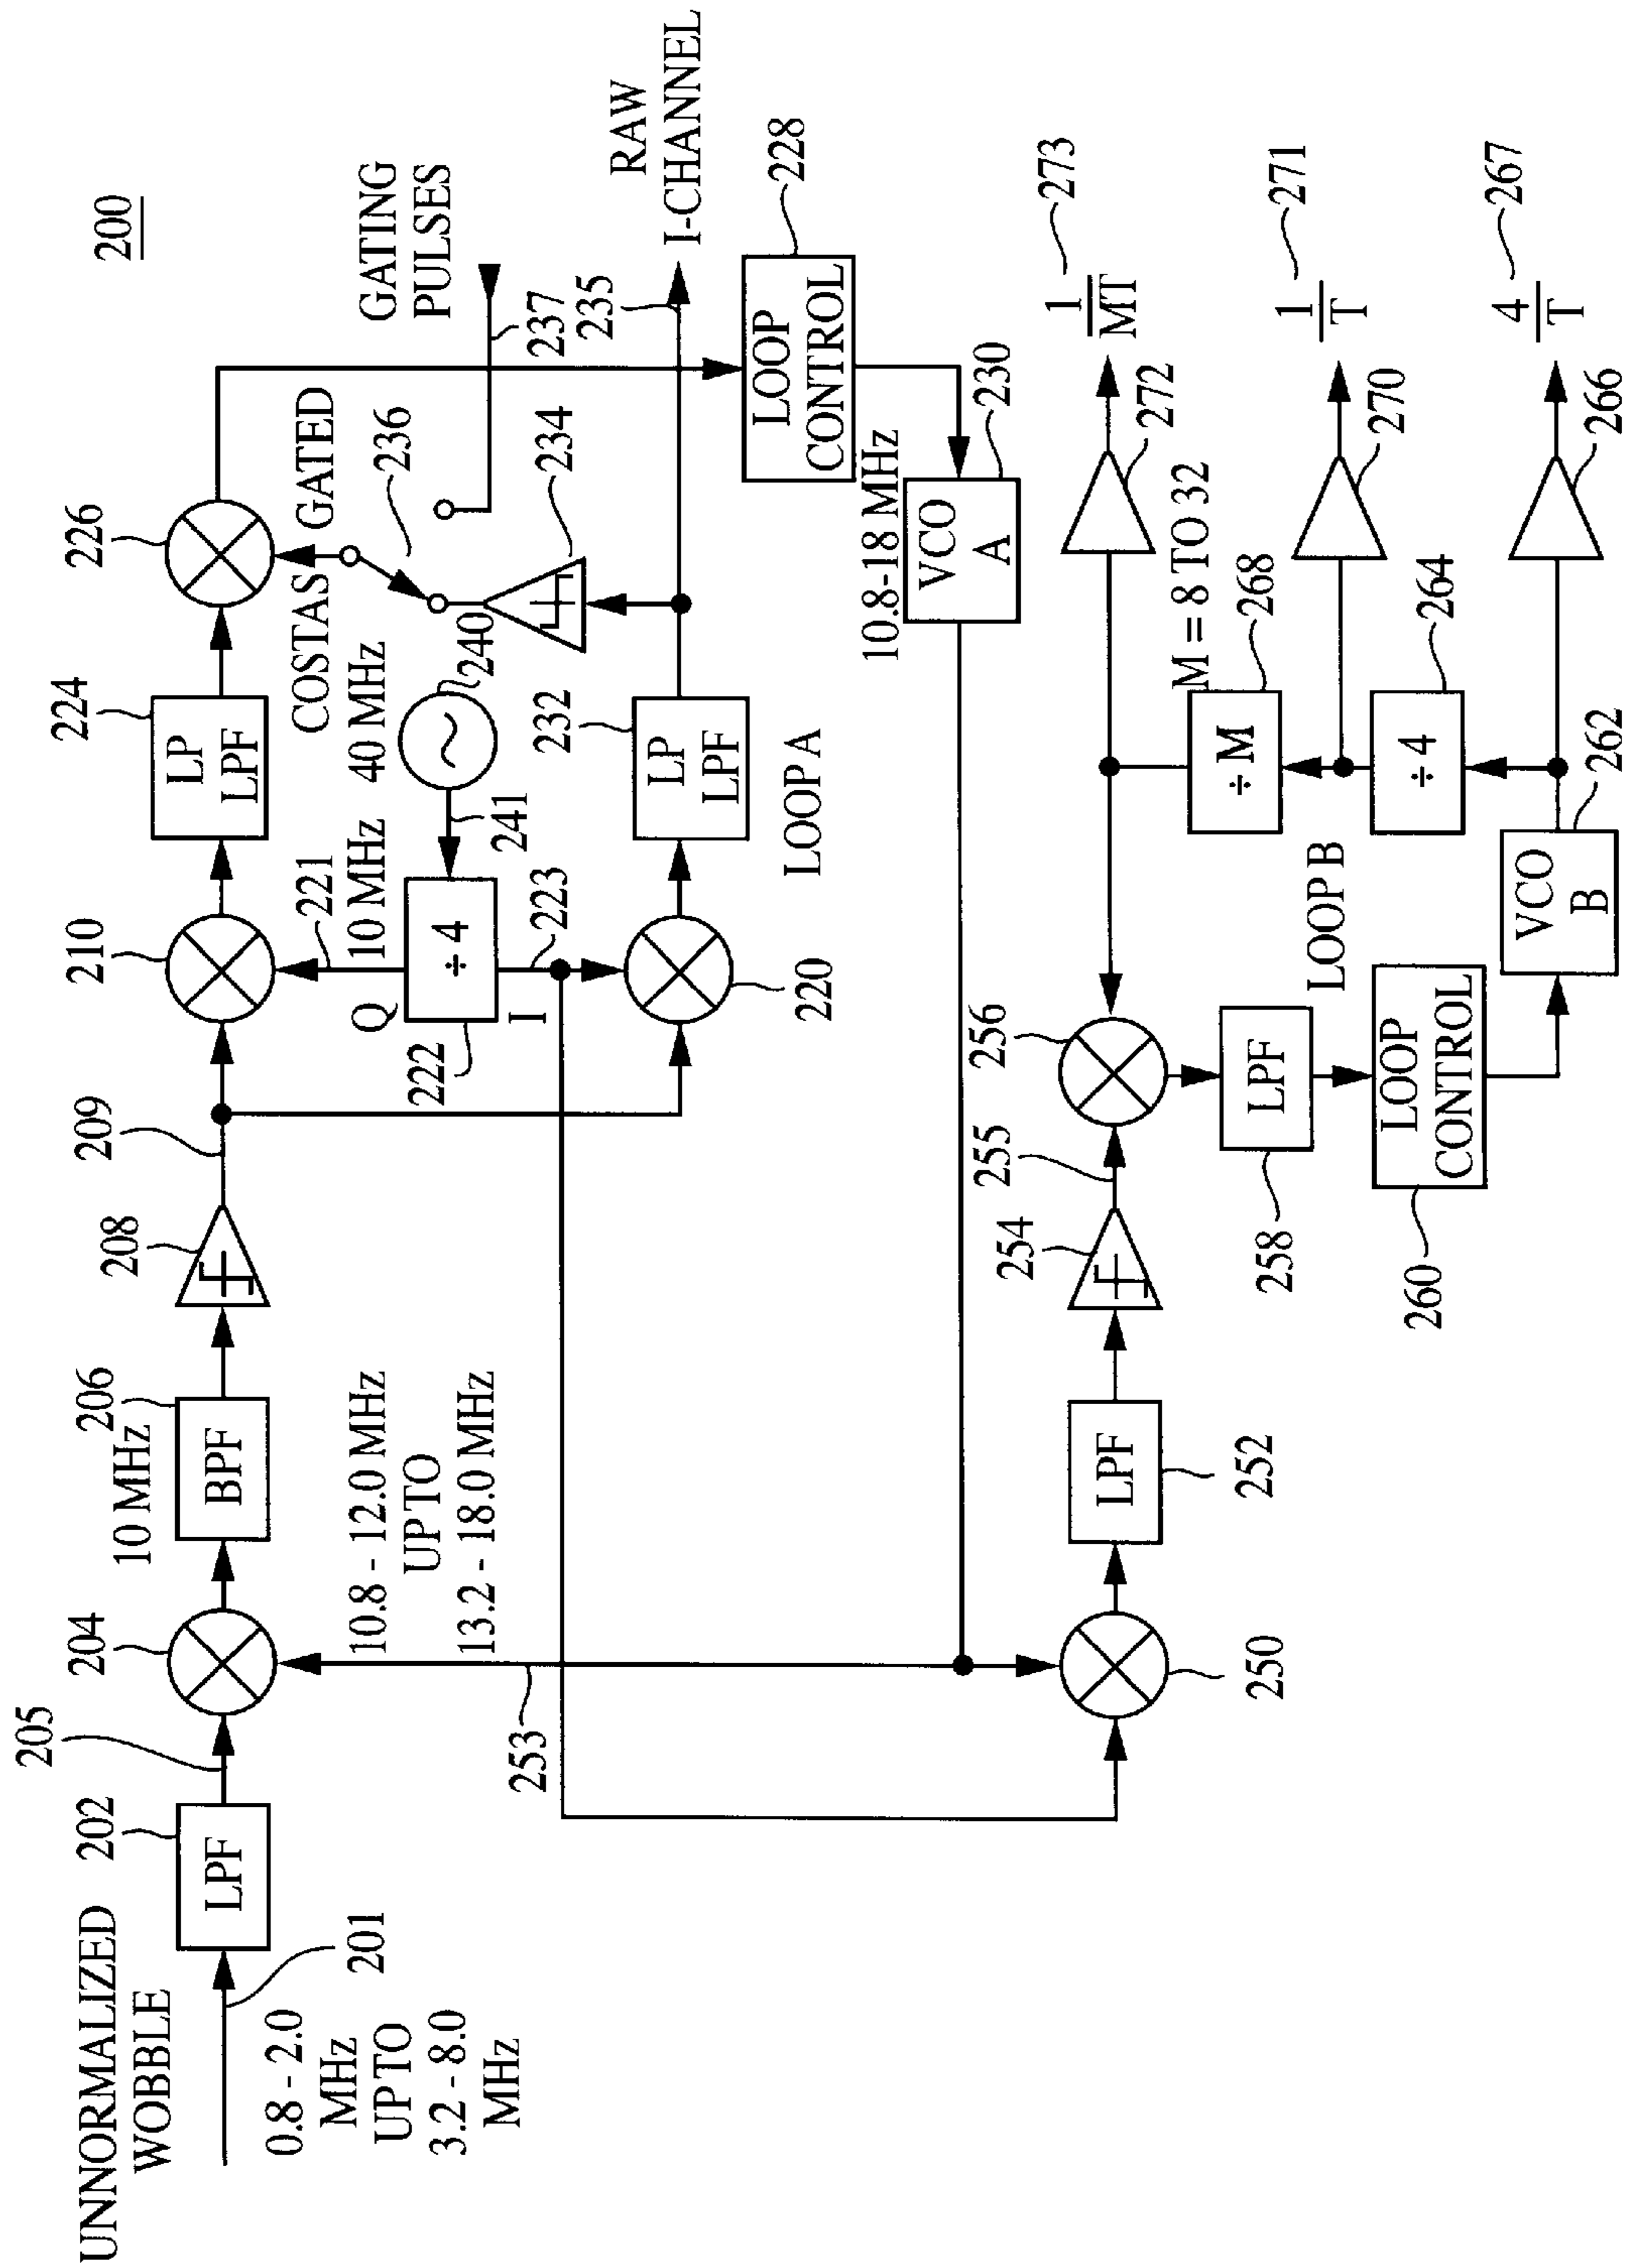 200
UNNORMALIZED
WOBBLE
201
0.8 - 2.0
MHz
UP TO
3.2 - 8.0
MHz
LPF
202
205
204
10 MHz
206
BPF
208
209
210
224
LP
LPF
226
COSTAS
GATED
GATING
PULSES
237
236
234
Q
221
10 MHz
40 MHz
240
241
÷ 4
222
I
223
220
LP
LPF
232
LOOP A
235
RAW
I-CHANNEL
LOOP
CONTROL
228
10.8-18 MHz
VCO
A
230
10.8 - 12.0 MHz
UP TO
13.2 - 18.0 MHz
253
250
LPF
252
254
255
256
LPF
258
LOOP
CONTROL
260
LOOP B
VCO
B
262
÷ 4
264
÷ M
268
M = 8 TO 32
272
1
MT
273
270
1
T
271
266
4
T
267